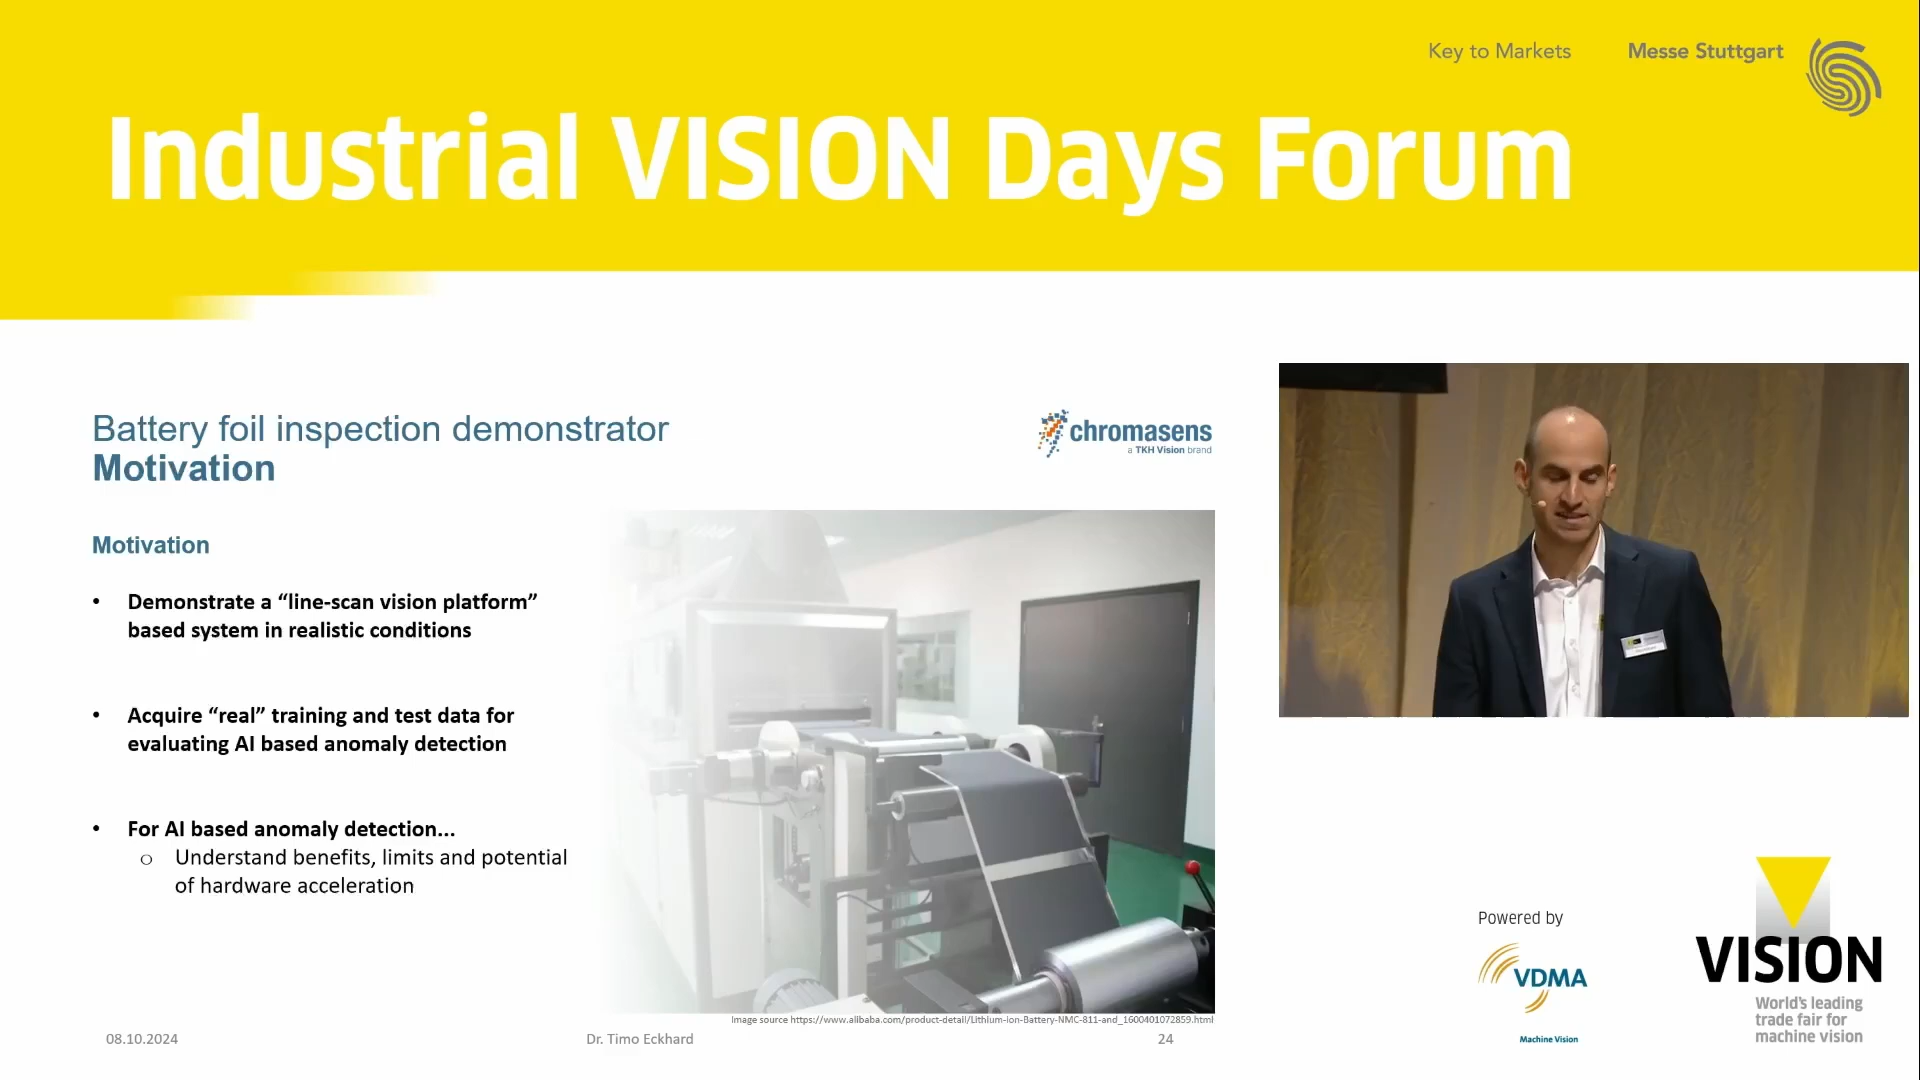 Key to Markets
Messe Stuttgart
Industrial VISION Days Forum
Battery foil inspection demonstrator
Motivation
chromasens
a TKH Vision brand
Motivation
• Demonstrate a “line-scan vision platform”
based system in realistic conditions
• Acquire “real” training and test data for
evaluating AI based anomaly detection
• For AI based anomaly detection...
o Understand benefits, limits and potential
of hardware acceleration
Image source https://www.alibaba.com/product-detail/Lithium-Ion-Battery-NMC-811-and_1600401072859.html
08.10.2024
Dr. Timo Eckhard
24
Powered by
VDMA
Machine Vision
VISION
World's leading
trade fair for
machine vision